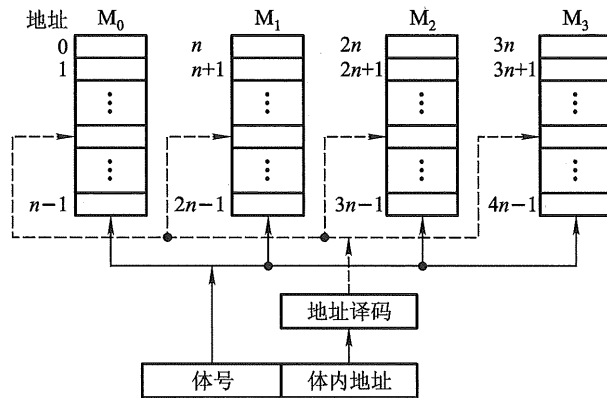 地址 M₀ M₁ M₂ M₃
0 n 2n 3n
1 n+1 2n+1 3n+1
n−1 2n−1 3n−1 4n−1
地址译码
体号 体内地址